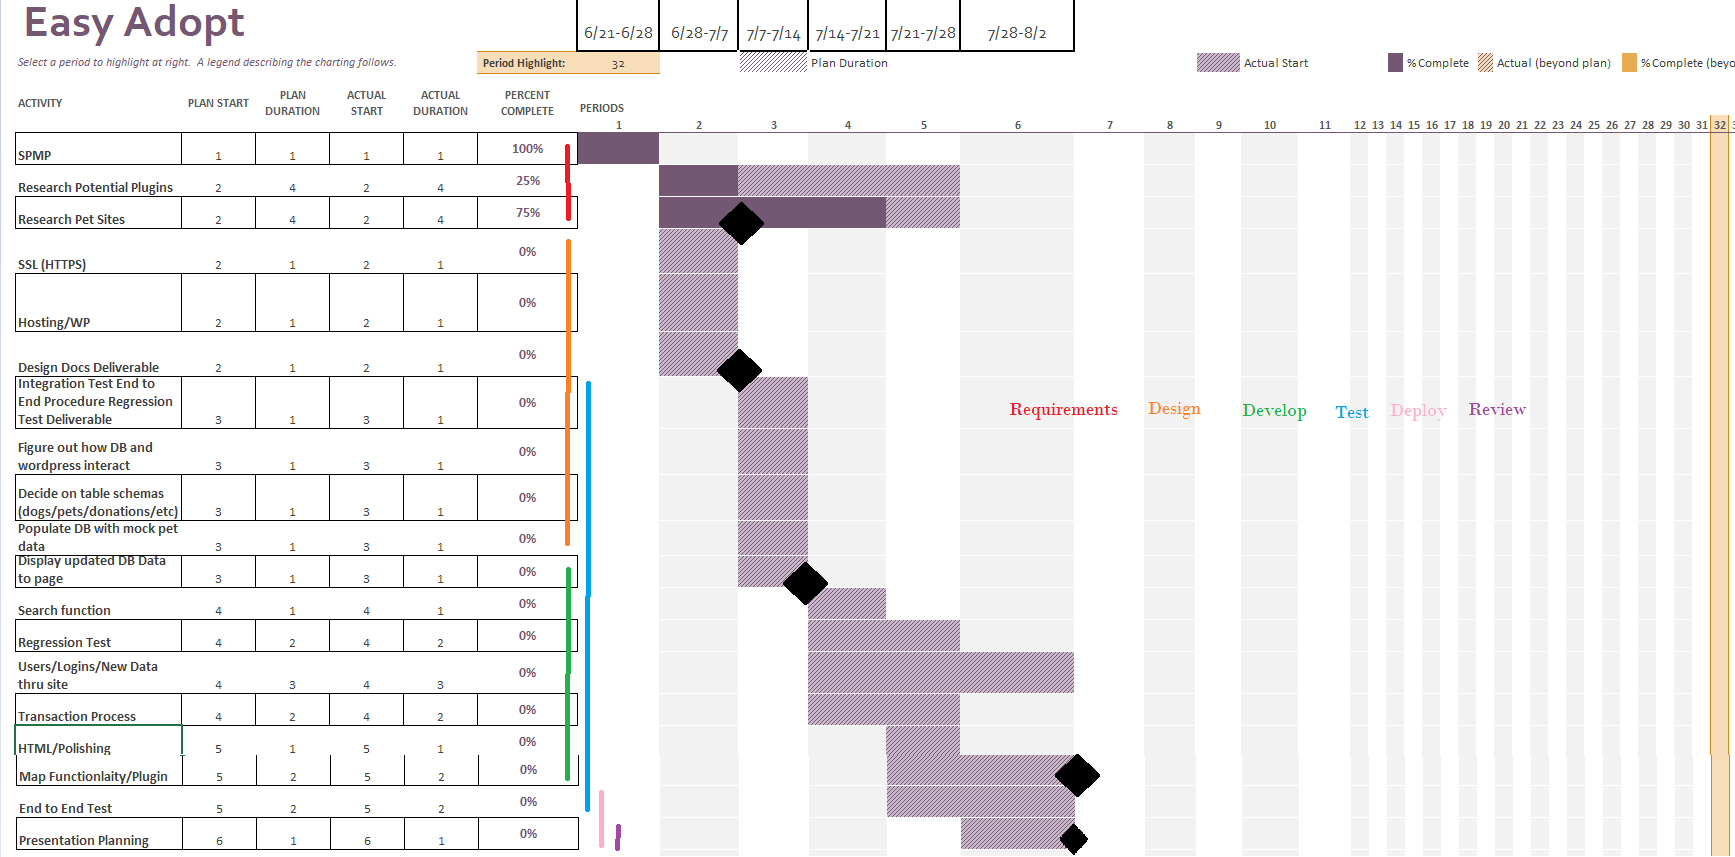 Easy Adopt
6/21-6/28 6/28-7/7 7/7-7/14 7/14-7/21 7/21-7/28 7/28-8/2
Select a period to highlight at right. A legend describing the charting follows.
Period Highlight: 32
Plan Duration
Actual Start
% Complete
Actual (beyond plan)
% Complete (beyo
ACTIVITY PLAN START PLAN DURATION ACTUAL START ACTUAL DURATION PERCENT COMPLETE PERIODS
1 2 3 4 5 6 7 8 9 10 11 12 13 14 15 16 17 18 19 20 21 22 23 24 25 26 27 28 29 30 31 32
SPMP 1 1 1 1 100%
Research Potential Plugins 2 4 2 4 25%
Research Pet Sites 2 4 2 4 75%
SSL (HTTPS) 2 1 2 1 0%
Hosting/WP 2 1 2 1 0%
Design Docs Deliverable 2 1 2 1 0%
Integration Test End to
End Procedure Regression
Test Deliverable 3 1 3 1 0%
Requirements Design Develop Test Deploy Review
Figure out how DB and
wordpress interact 3 1 3 1 0%
Decide on table schemas
(dogs/pets/donations/etc) 3 1 3 1 0%
Populate DB with mock pet
data 3 1 3 1 0%
Display updated DB Data
to page 3 1 3 1 0%
Search function 4 1 4 1 0%
Regression Test 4 2 4 2 0%
Users/Logins/New Data
thru site 4 3 4 3 0%
Transaction Process 4 2 4 2 0%
HTML/Polishing 5 1 5 1 0%
Map Functionlaity/Plugin 5 2 5 2 0%
End to End Test 5 2 5 2 0%
Presentation Planning 6 1 6 1 0%